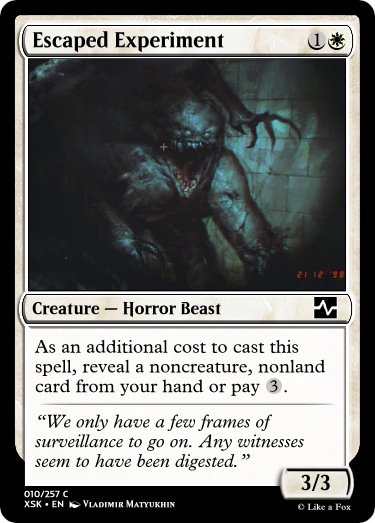 Escaped Experiment 1
21 12 '98
Creature — Horror Beast
As an additional cost to cast this
spell, reveal a noncreature, nonland
card from your hand or pay 3.
“We only have a few frames of
surveillance to go on. Any witnesses
seem to have been digested.”
3/3
010/257 C
XSK • EN Vladimir Matyukhin
© Like a Fox